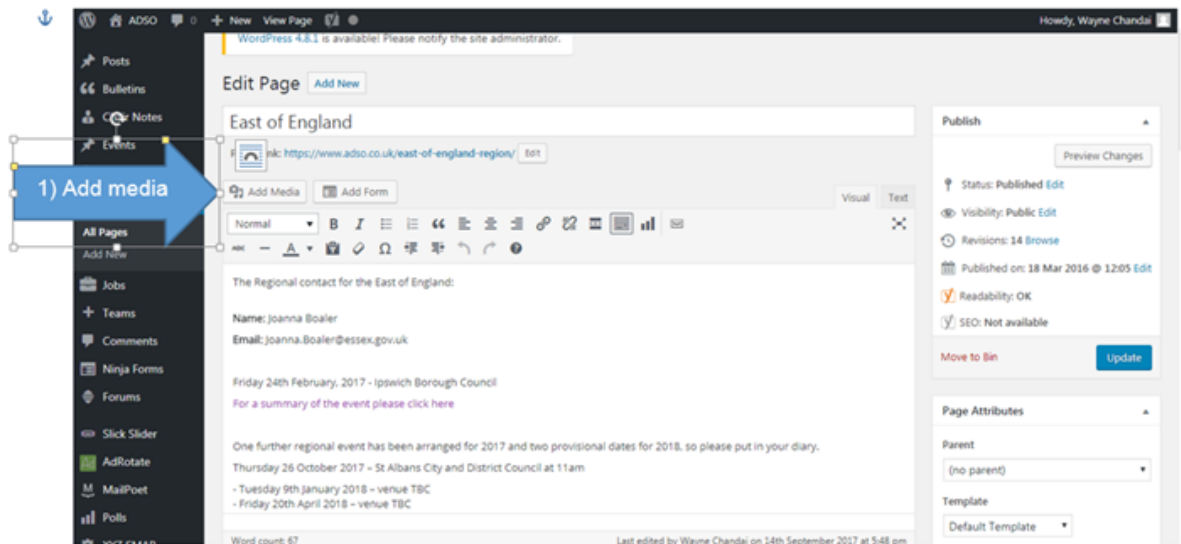 ADSO 0 + New View Page Howdy, Wayne Chandai
WordPress 4.8.1 is available! Please notify the site administrator.
Posts
Bulletins
Notes
Events
All Pages
Add New
Jobs
Teams
Comments
Ninja Forms
Forums
Slick Slider
AdRotate
MailPoet
Polls
1) Add media
Edit Page Add New
East of England
https://www.adso.co.uk/east-of-england-region/ Edit
Add Media Add Form
Visual Text
Normal B I
ABC A Ω
The Regional contact for the East of England:
Name: Joanna Boaler
Email: Joanna.Boaler@essex.gov.uk
Friday 24th February, 2017 - Ipswich Borough Council
For a summary of the event please click here
One further regional event has been arranged for 2017 and two provisional dates for 2018, so please put in your diary.
Thursday 26 October 2017 – St Albans City and District Council at 11am
- Tuesday 9th January 2018 – venue TBC
- Friday 20th April 2018 – venue TBC
Word count: 67 Last edited by Wayne Chandai on 14th September 2017 at 5:48 pm
Publish
Preview Changes
Status: Published Edit
Visibility: Public Edit
Revisions: 14 Browse
Published on: 18 Mar 2016 @ 12:05 Edit
Readability: OK
SEO: Not available
Move to Bin Update
Page Attributes
Parent
(no parent)
Template
Default Template